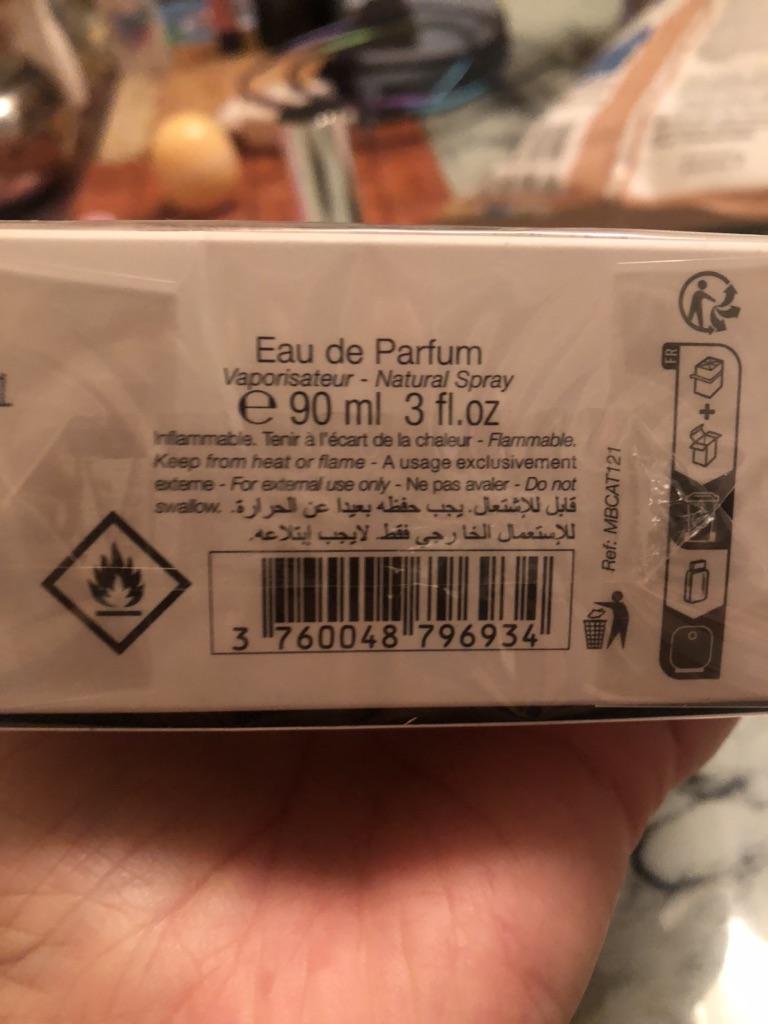 Eau de Parfum
Vaporisateur - Natural Spray
e 90 ml 3 fl.oz
Inflammable. Tenir à l'écart de la chaleur - Flammable.
Keep from heat or flame - A usage exclusivement
externe - For external use only - Ne pas avaler - Do not
swallow. قابل للإشتعال. يجب حفظه بعيدا عن الحرارة.
للإستعمال الخارجي فقط. لايجب إبتلاعه.
3 760048 796934
Ref: MBCAT121
FR
+